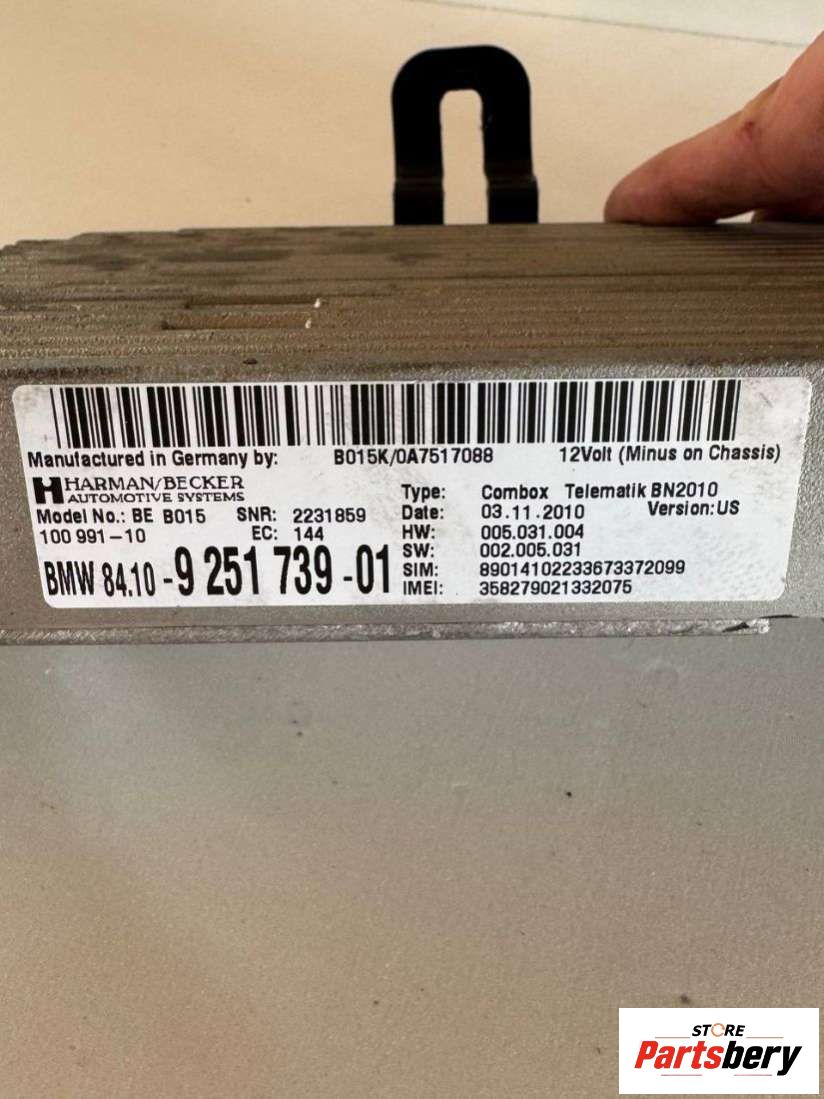 Manufactured in Germany by: B015K/0A7517088 12Volt (Minus on Chassis)
HARMAN/BECKER
AUTOMOTIVE SYSTEMS
Type: Combox Telematik BN2010
Model No.: BE B015 SNR: 2231859
Date: 03.11.2010 Version:US
100 991-10 EC: 144
HW: 005.031.004
SW: 002.005.031
BMW 84.10-9 251 739-01
SIM: 89014102233673372099
IMEI: 358279021332075
STORE
Partsbery